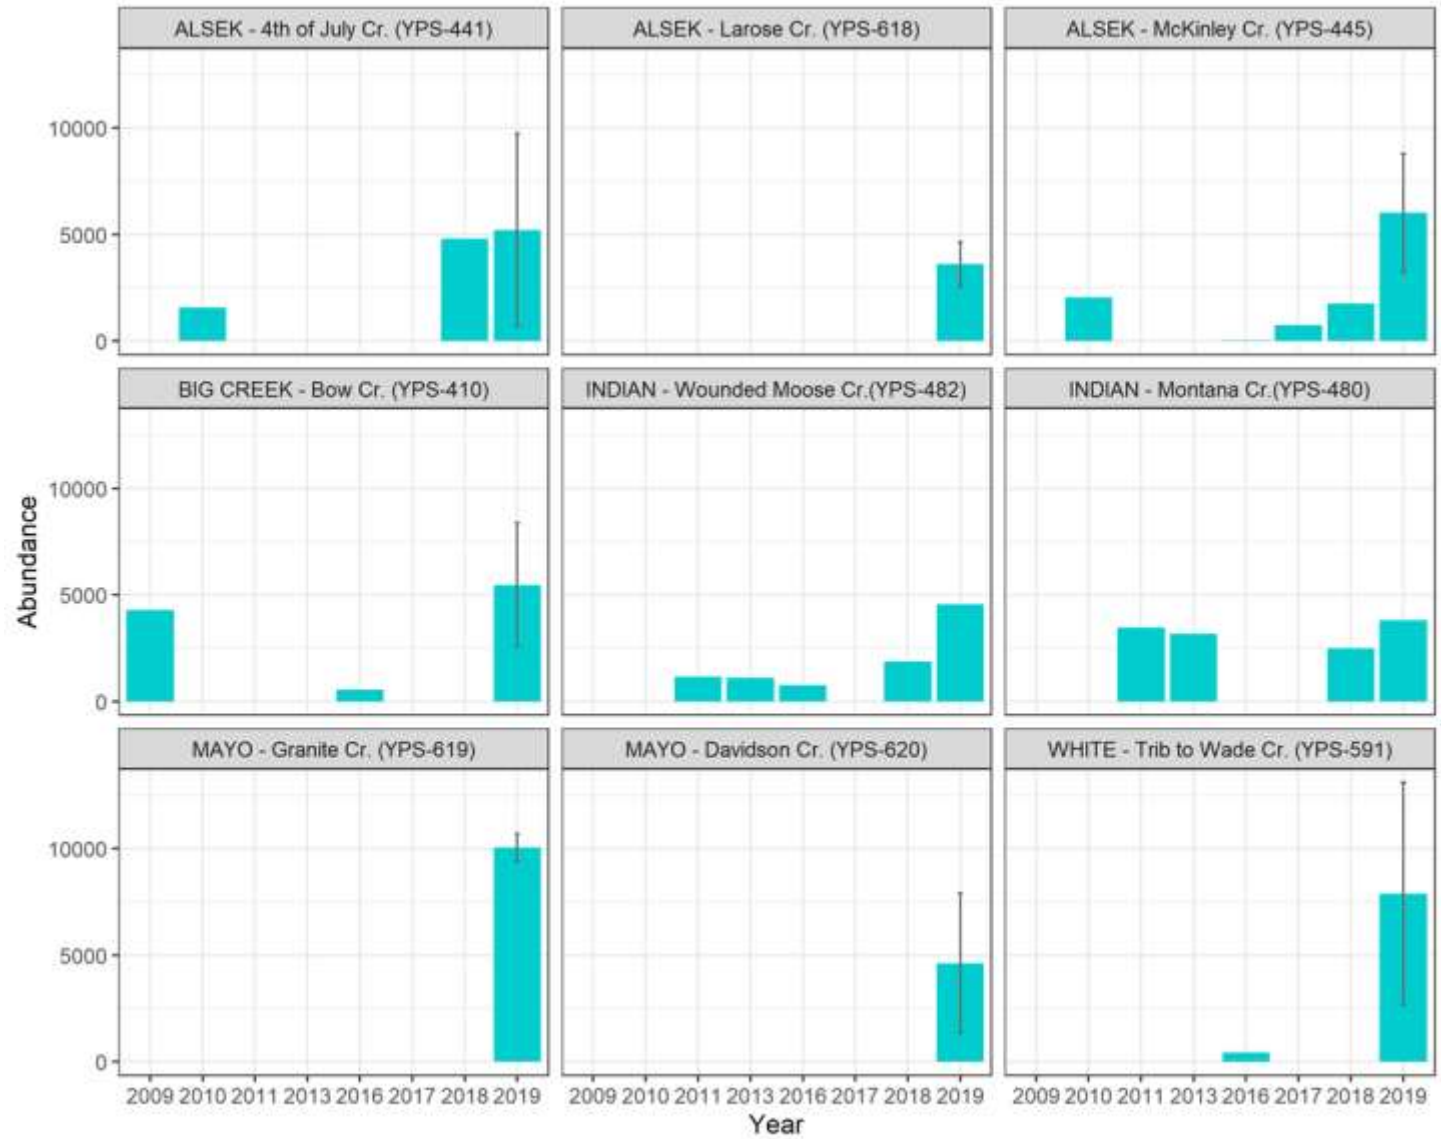 ALSEK - 4th of July Cr. (YPS-441)
ALSEK - Larose Cr. (YPS-618)
ALSEK - McKinley Cr. (YPS-445)
10000
5000
0
BIG CREEK - Bow Cr. (YPS-410)
INDIAN - Wounded Moose Cr.(YPS-482)
INDIAN - Montana Cr.(YPS-480)
10000
5000
0
Abundance
MAYO - Granite Cr. (YPS-619)
MAYO - Davidson Cr. (YPS-620)
WHITE - Trib to Wade Cr. (YPS-591)
10000
5000
0
2009 2010 2011 2013 2016 2017 2018 2019
2009 2010 2011 2013 2016 2017 2018 2019
2009 2010 2011 2013 2016 2017 2018 2019
Year